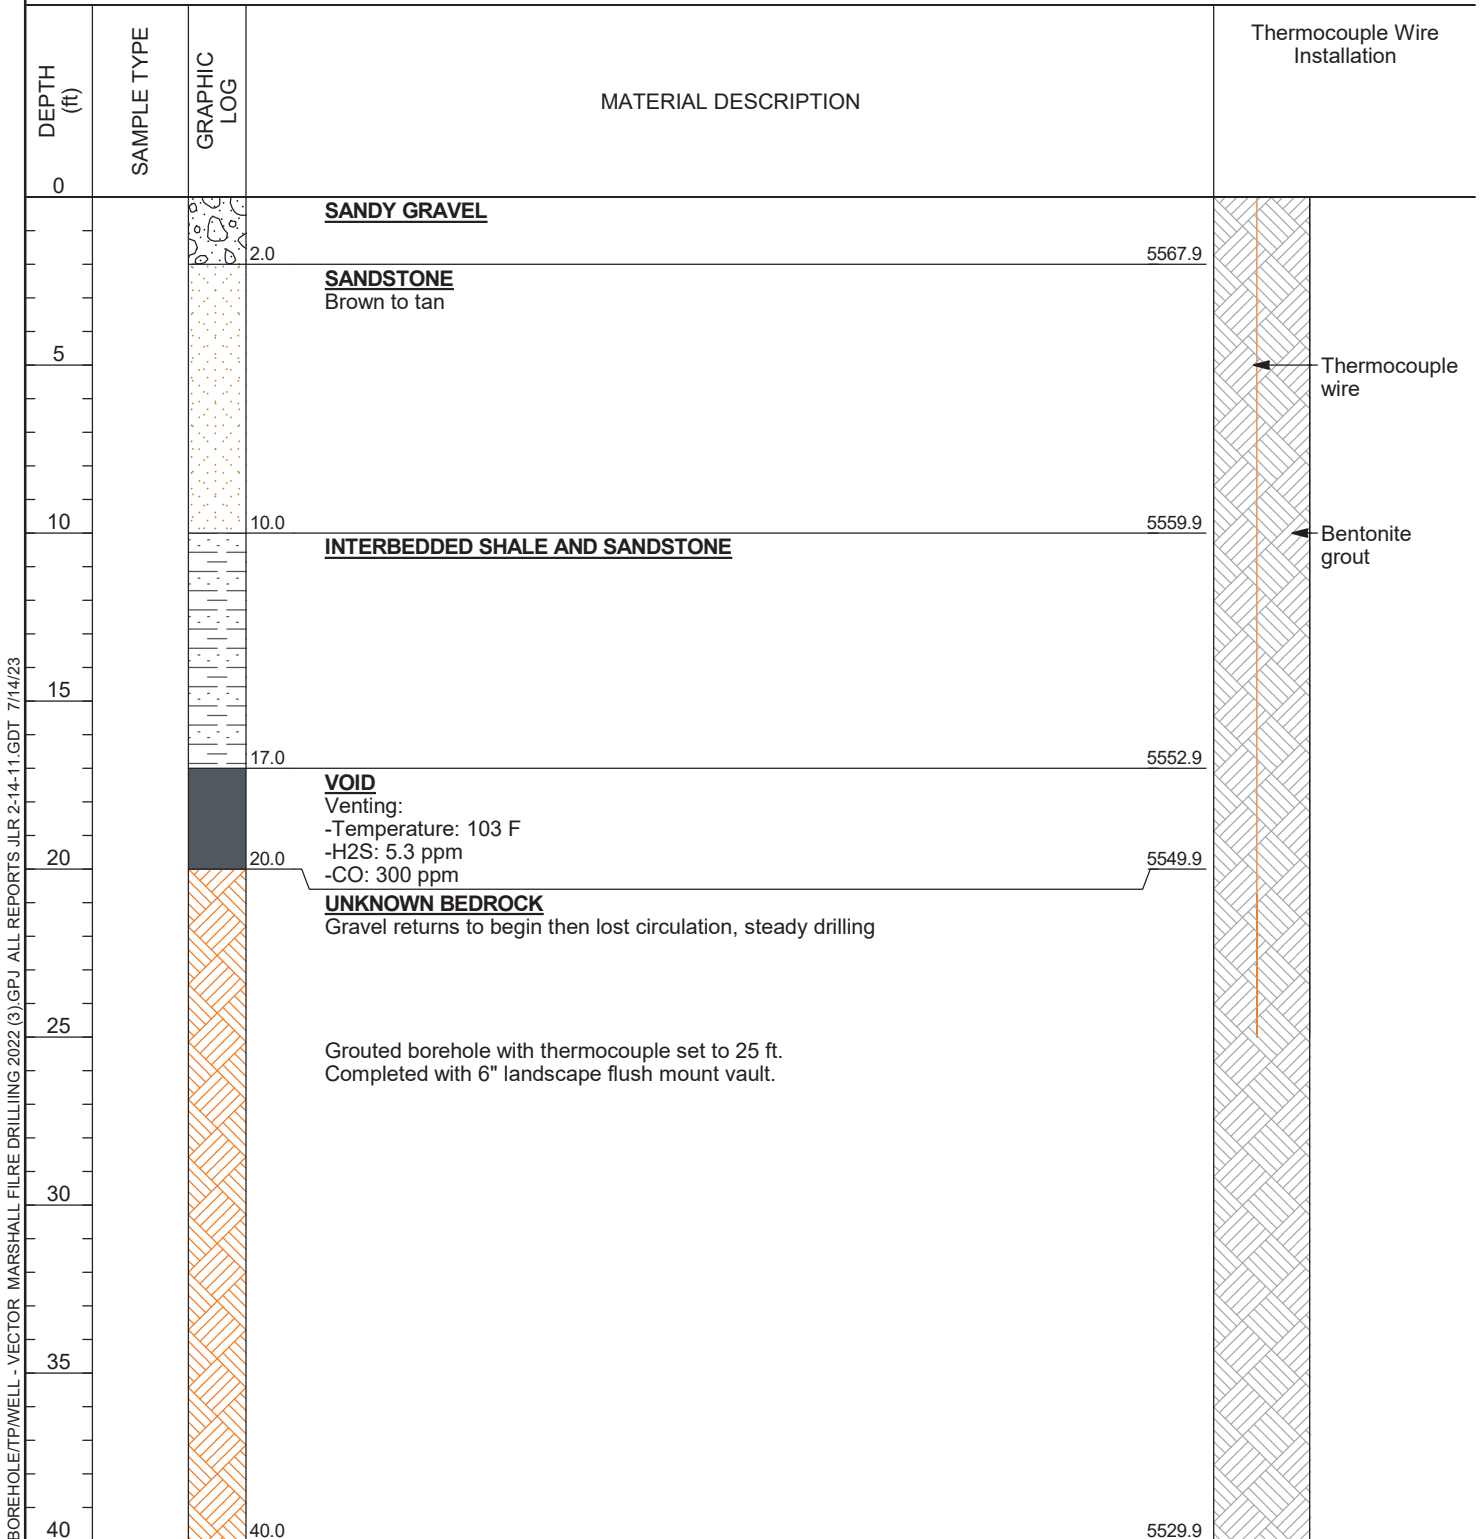 DEPTH
(ft)
SAMPLE TYPE
GRAPHIC
LOG
MATERIAL DESCRIPTION
Thermocouple Wire
Installation
0
SANDY GRAVEL
2.0
5567.9
SANDSTONE
Brown to tan
5
Thermocouple
wire
10
10.0
5559.9
INTERBEDDED SHALE AND SANDSTONE
Bentonite
grout
15
17.0
5552.9
VOID
Venting:
-Temperature: 103 F
-H2S: 5.3 ppm
-CO: 300 ppm
20
20.0
5549.9
UNKNOWN BEDROCK
Gravel returns to begin then lost circulation, steady drilling
25
Grouted borehole with thermocouple set to 25 ft.
Completed with 6" landscape flush mount vault.
30
35
40
40.0
5529.9
BOREHOLE/TP/WELL - VECTOR MARSHALL FILRE DRILLIING 2022 (3).GPJ ALL REPORTS JLR 2-14-11.GDT 7/14/23